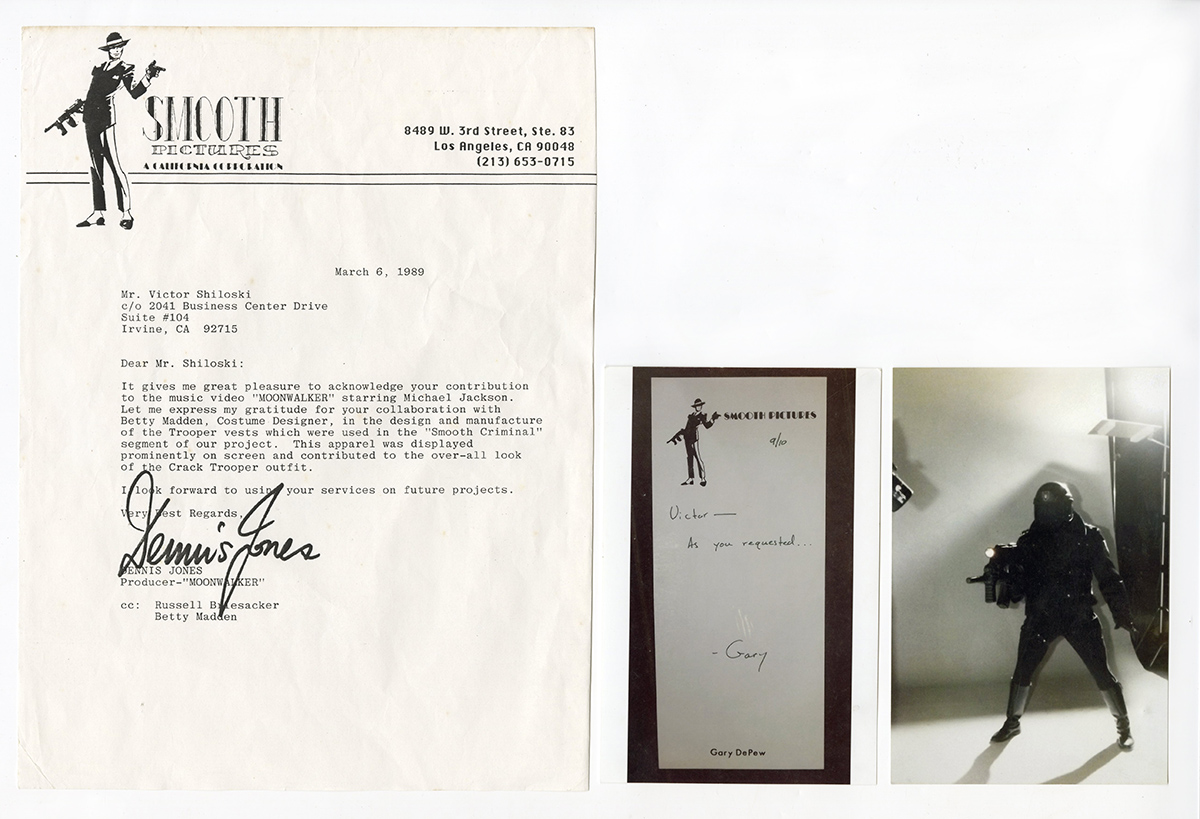 SMOOTH
PICTURES
A CALIFORNIA CORPORATION
8489 W. 3rd Street, Ste. 83
Los Angeles, CA 90048
(213) 653-0715
March 6, 1989
Mr. Victor Shiloski
c/o 2041 Business Center Drive
Suite #104
Irvine, CA  92715
Dear Mr. Shiloski:
It gives me great pleasure to acknowledge your contribution
to the music video "MOONWALKER" starring Michael Jackson.
Let me express my gratitude for your collaboration with
Betty Madden, Costume Designer, in the design and manufacture
of the Trooper vests which were used in the "Smooth Criminal"
segment of our project.  This apparel was displayed
prominently on screen and contributed to the over-all look
of the Crack Trooper outfit.
I look forward to using your services on future projects.
Very Best Regards,
Dennis Jones
DENNIS JONES
Producer-"MOONWALKER"
cc:  Russell Briesacker
Betty Madden
SMOOTH PICTURES
9/10
Victor —
As you requested...
- Gary
Gary DePew